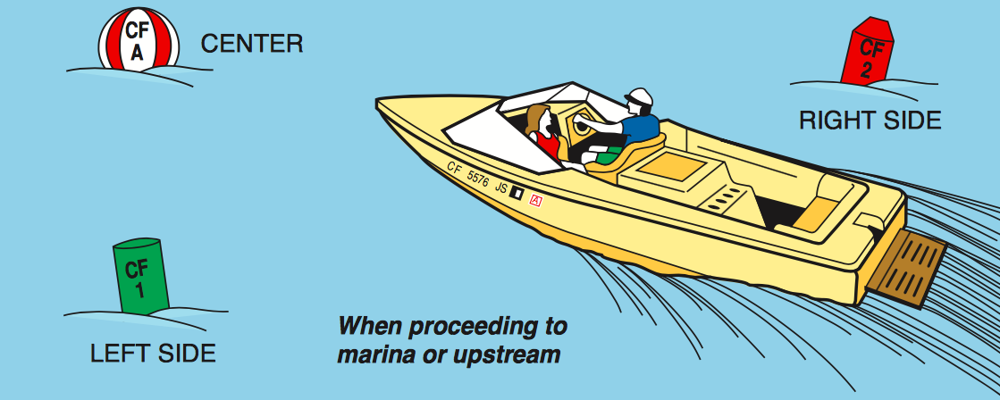 CF
A
CENTER
CF
2
RIGHT SIDE
CF 5576 JS
A
CF
1
LEFT SIDE
When proceeding to
marina or upstream